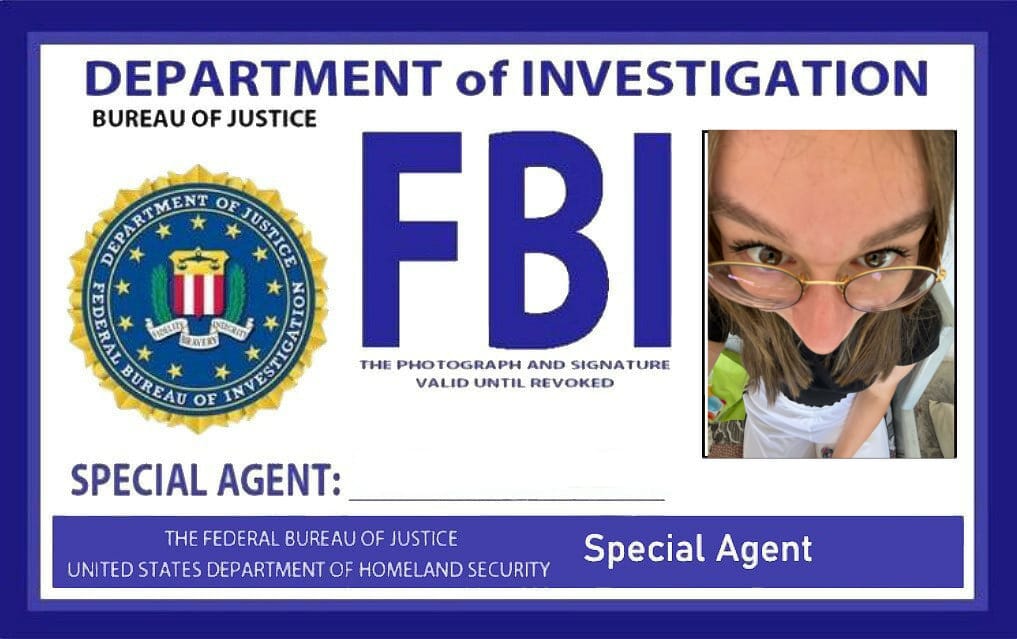 DEPARTMENT of INVESTIGATION
BUREAU OF JUSTICE
FBI
DEPARTMENT OF JUSTICE
FEDERAL BUREAU OF INVESTIGATION
FIDELITY BRAVERY INTEGRITY
THE PHOTOGRAPH AND SIGNATURE
VALID UNTIL REVOKED
SPECIAL AGENT:
THE FEDERAL BUREAU OF JUSTICE
UNITED STATES DEPARTMENT OF HOMELAND SECURITY
Special Agent